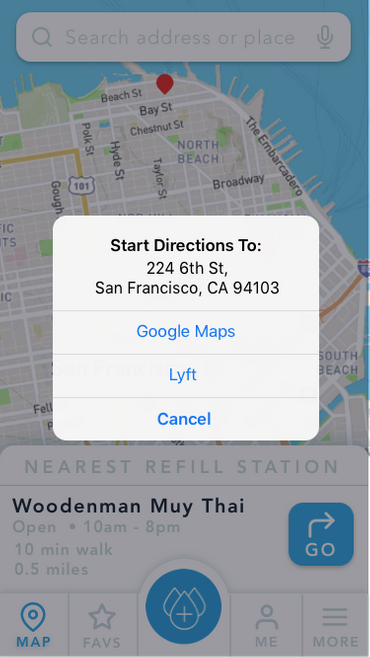 Search address or place
Beach St
Bay St
Chestnut St
Polk St
Hyde St
Taylor St
NORTH
BEACH
The Embarcadero
101
Gough
Broadway
Start Directions To:
224 6th St,
San Francisco, CA 94103
Google Maps
Lyft
Cancel
SOUTH
BEACH
Fell
NEAREST REFILL STATION
Woodenman Muy Thai
Open • 10am - 8pm
10 min walk
0.5 miles
GO
MAP
FAVS
ME
MORE